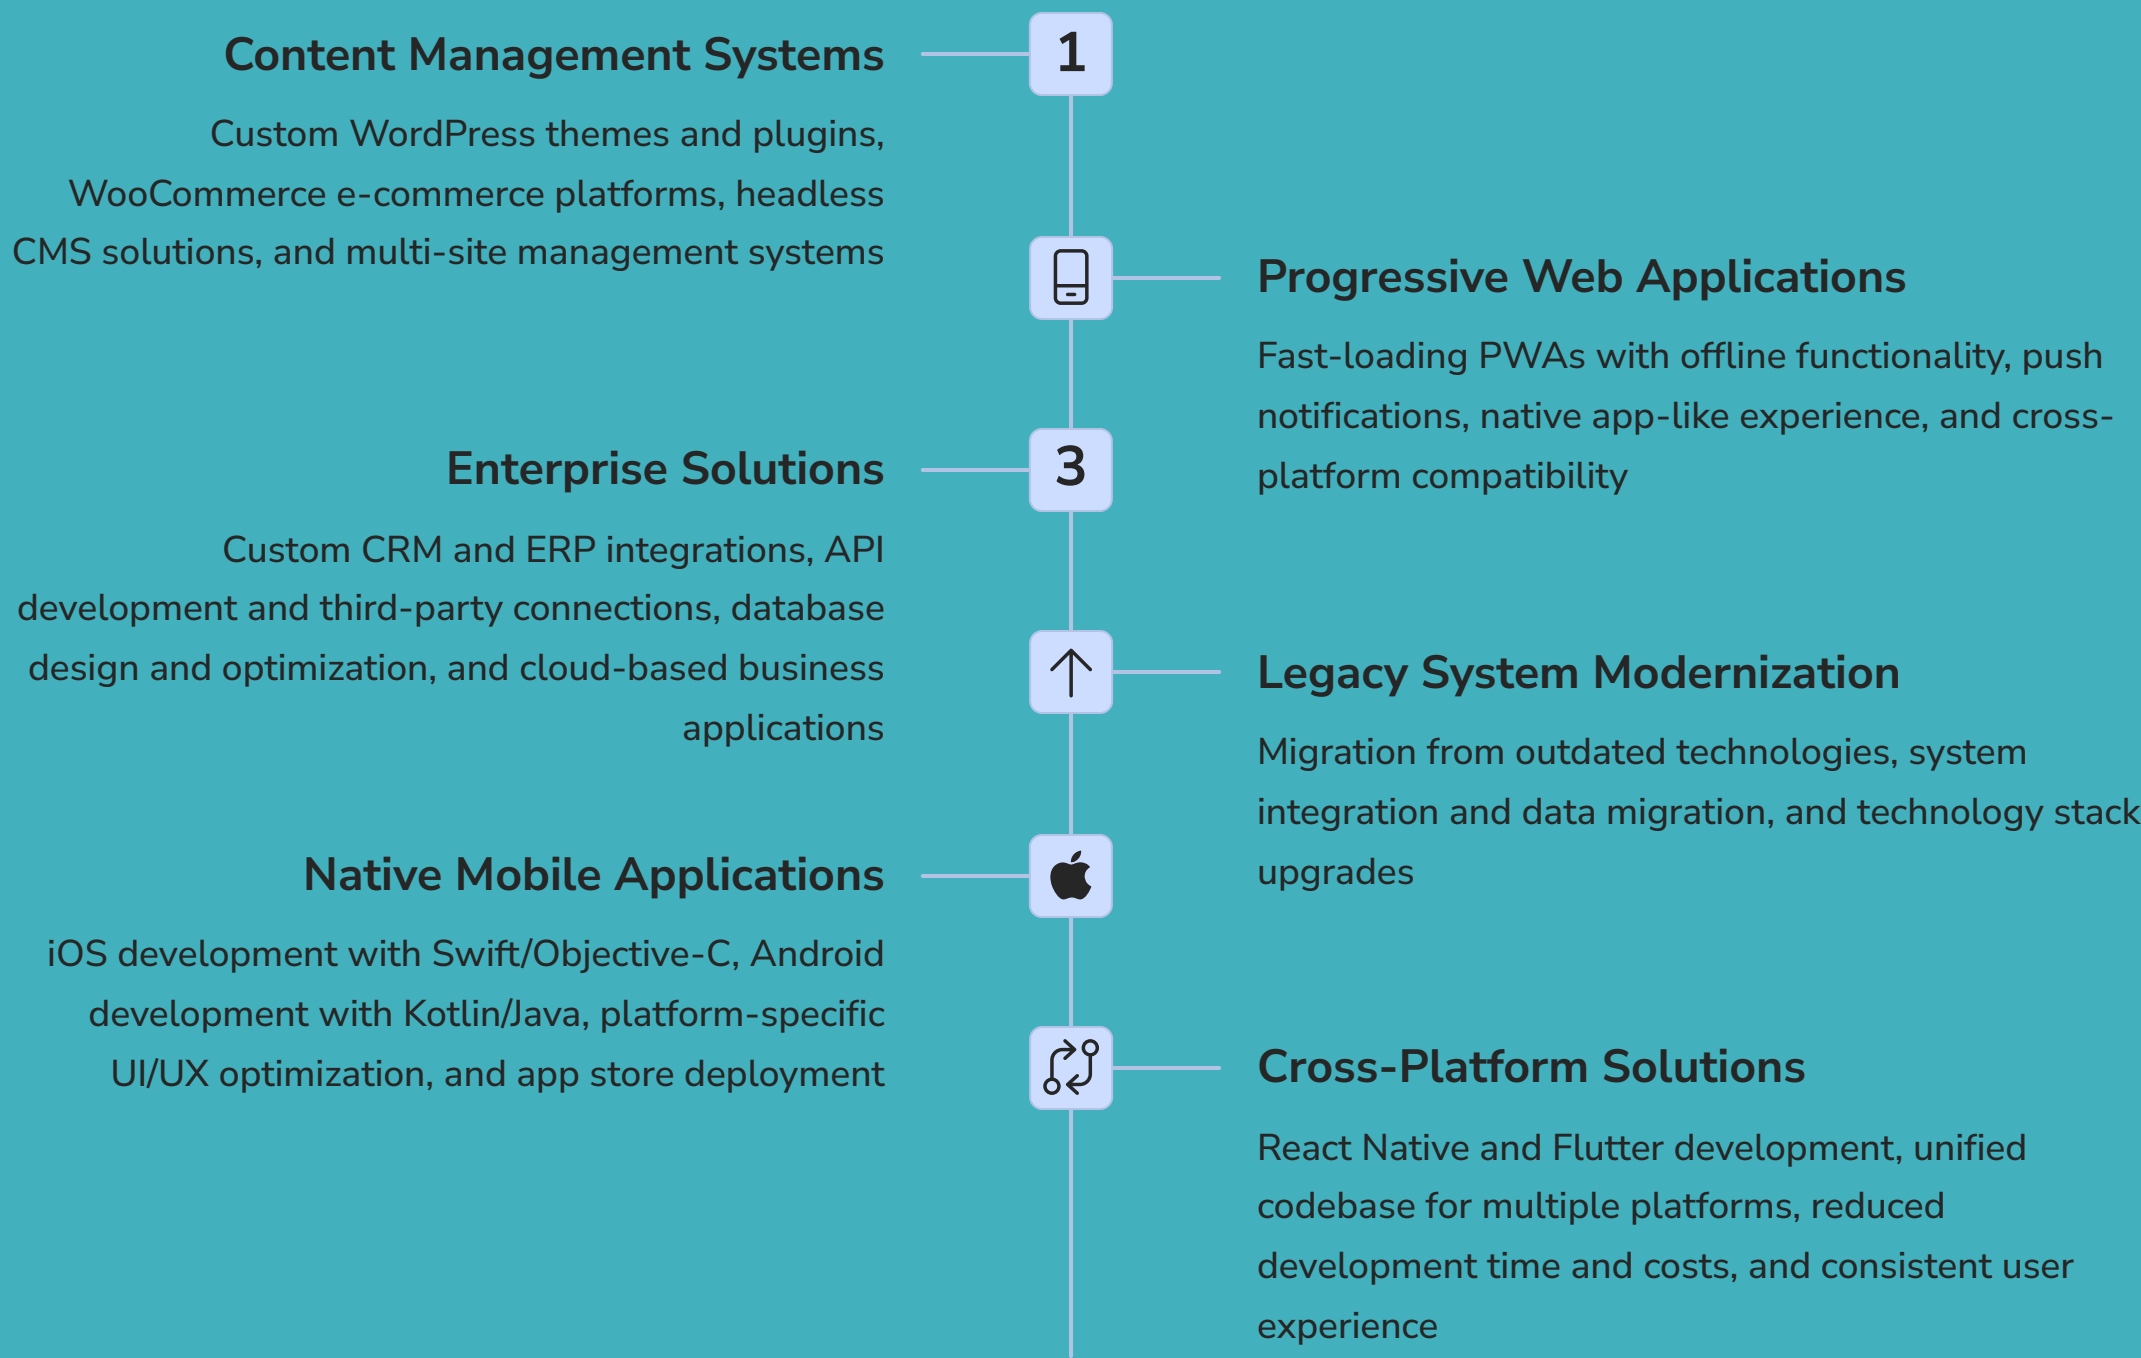 Content Management Systems
1
Custom WordPress themes and plugins,
WooCommerce e-commerce platforms, headless
CMS solutions, and multi-site management systems
Progressive Web Applications
Fast-loading PWAs with offline functionality, push
notifications, native app-like experience, and cross-
platform compatibility
Enterprise Solutions
3
Custom CRM and ERP integrations, API
development and third-party connections, database
design and optimization, and cloud-based business
applications
Legacy System Modernization
Migration from outdated technologies, system
integration and data migration, and technology stack
upgrades
Native Mobile Applications
iOS development with Swift/Objective-C, Android
development with Kotlin/Java, platform-specific
UI/UX optimization, and app store deployment
Cross-Platform Solutions
React Native and Flutter development, unified
codebase for multiple platforms, reduced
development time and costs, and consistent user
experience